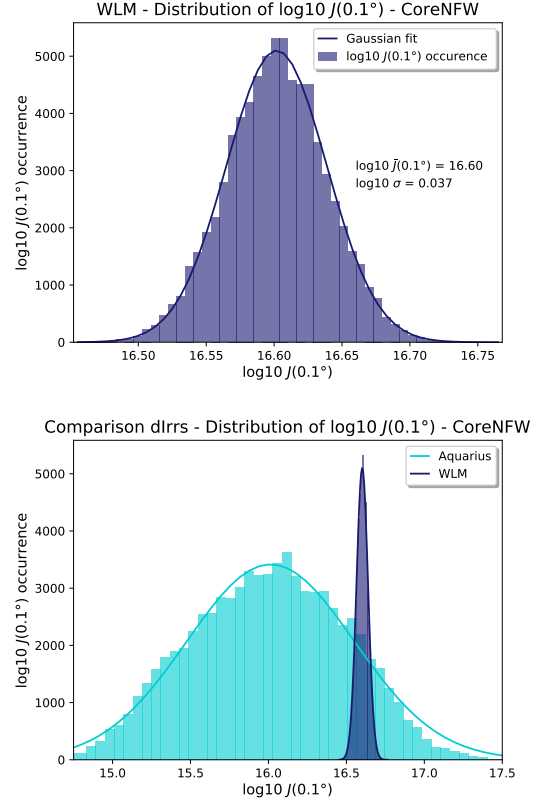 WLM - Distribution of log10 J(0.1°) - CoreNFW
5000
4000
3000
2000
1000
0
log10 J(0.1°) occurrence
Gaussian fit
log10 J(0.1°) occurence
log10 J̄(0.1°) = 16.60
log10 σ = 0.037
16.50 16.55 16.60 16.65 16.70 16.75
log10 J(0.1°)
Comparison dIrrs - Distribution of log10 J(0.1°) - CoreNFW
5000
4000
3000
2000
1000
0
log10 J(0.1°) occurrence
Aquarius
WLM
15.0 15.5 16.0 16.5 17.0 17.5
log10 J(0.1°)